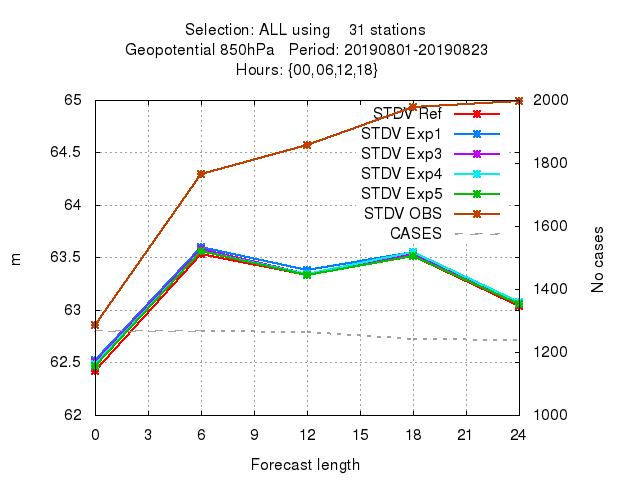 Selection: ALL using 31 stations
Geopotential 850hPa Period: 20190801-20190823
Hours: {00,06,12,18}
65
64.5
64
63.5
63
62.5
62
m
2000
1800
1600
1400
1200
1000
No cases
STDV Ref
STDV Exp1
STDV Exp3
STDV Exp4
STDV Exp5
STDV OBS
CASES
0 3 6 9 12 15 18 21 24
Forecast length